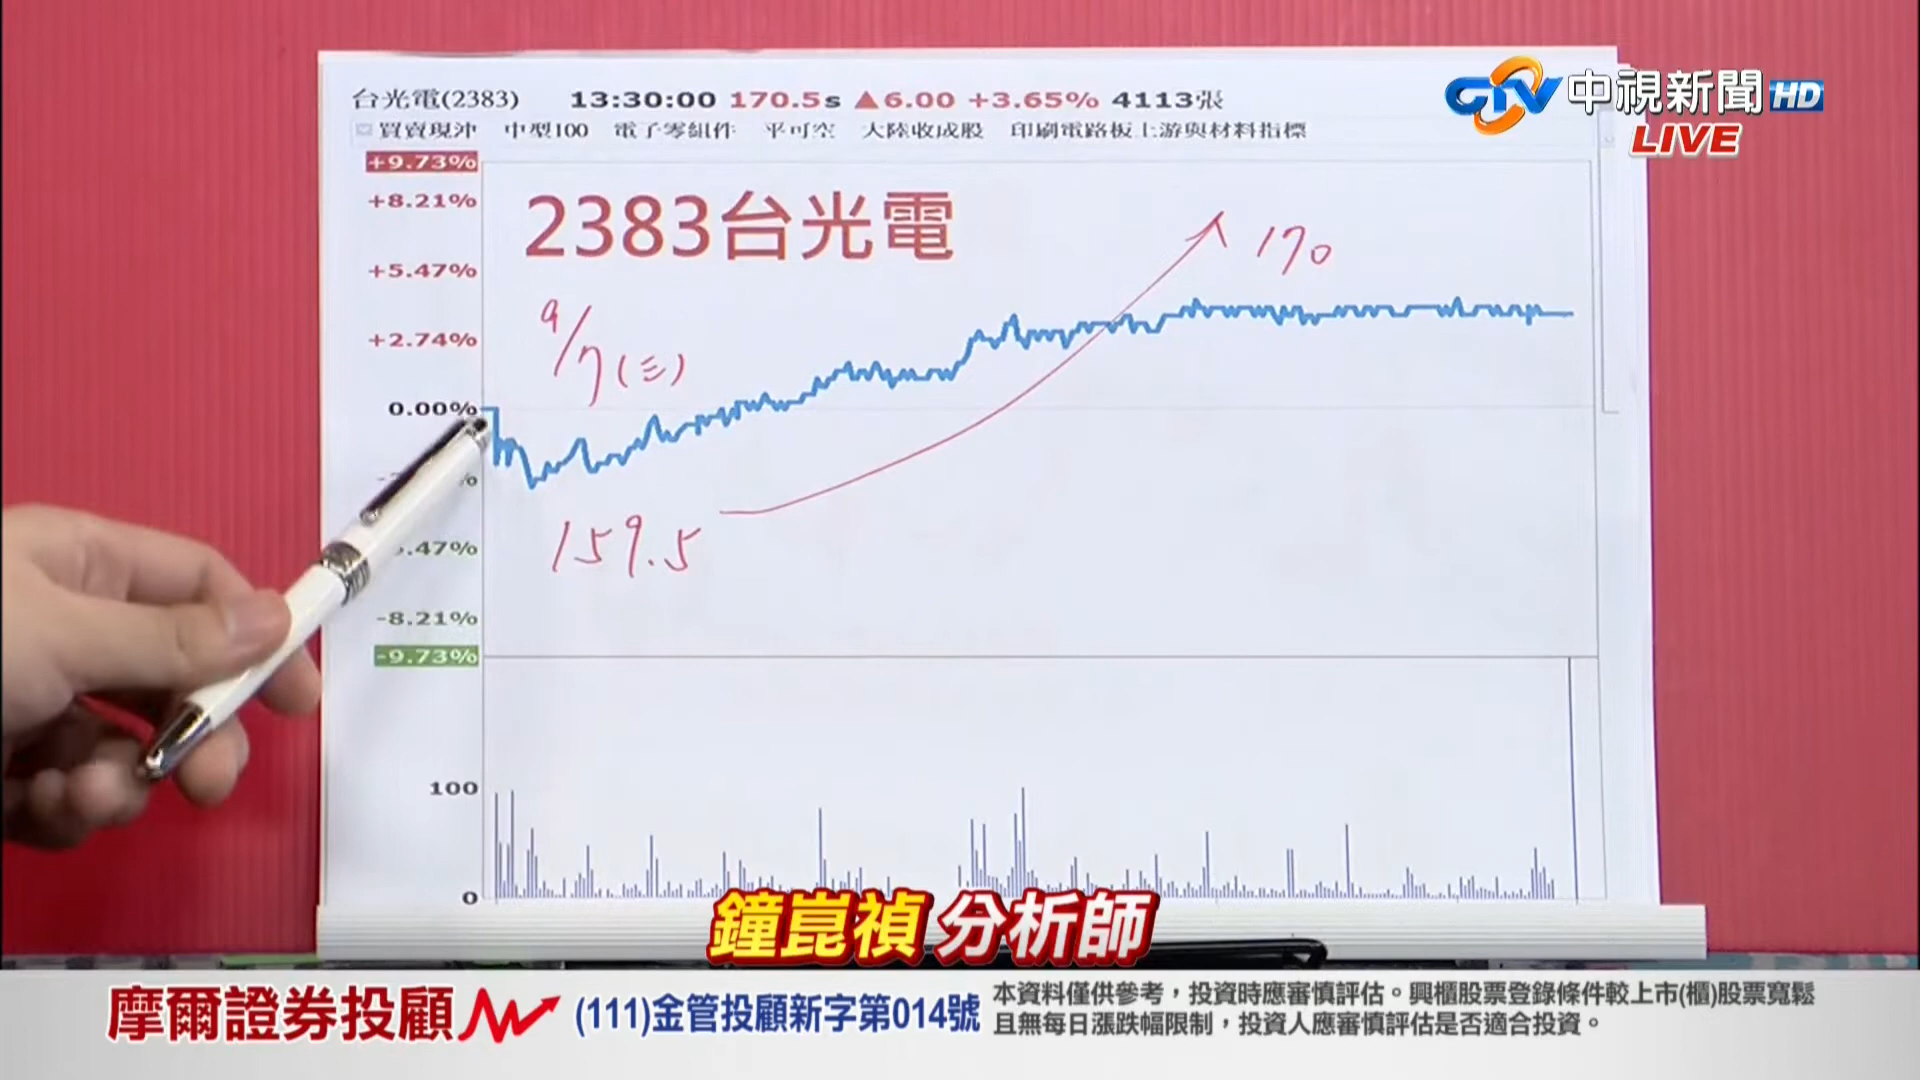 台光電(2383) 13:30:00 170.5s ▲6.00 +3.65% 4113張
買賣現沖 中型100 電子零組件 平可空 大陸收成股 印刷電路板上游與材料指標
CTV 中視新聞 HD
LIVE
+9.73%
+8.21%
+5.47%
+2.74%
0.00%
.47%
-8.21%
-9.73%
2383台光電
170
9/7(三)
159.5
100
0
鐘崑禎 分析師
摩爾證券投顧
(111)金管投顧新字第014號
本資料僅供參考，投資時應審慎評估。興櫃股票登錄條件較上市(櫃)股票寬鬆
且無每日漲跌幅限制，投資人應審慎評估是否適合投資。